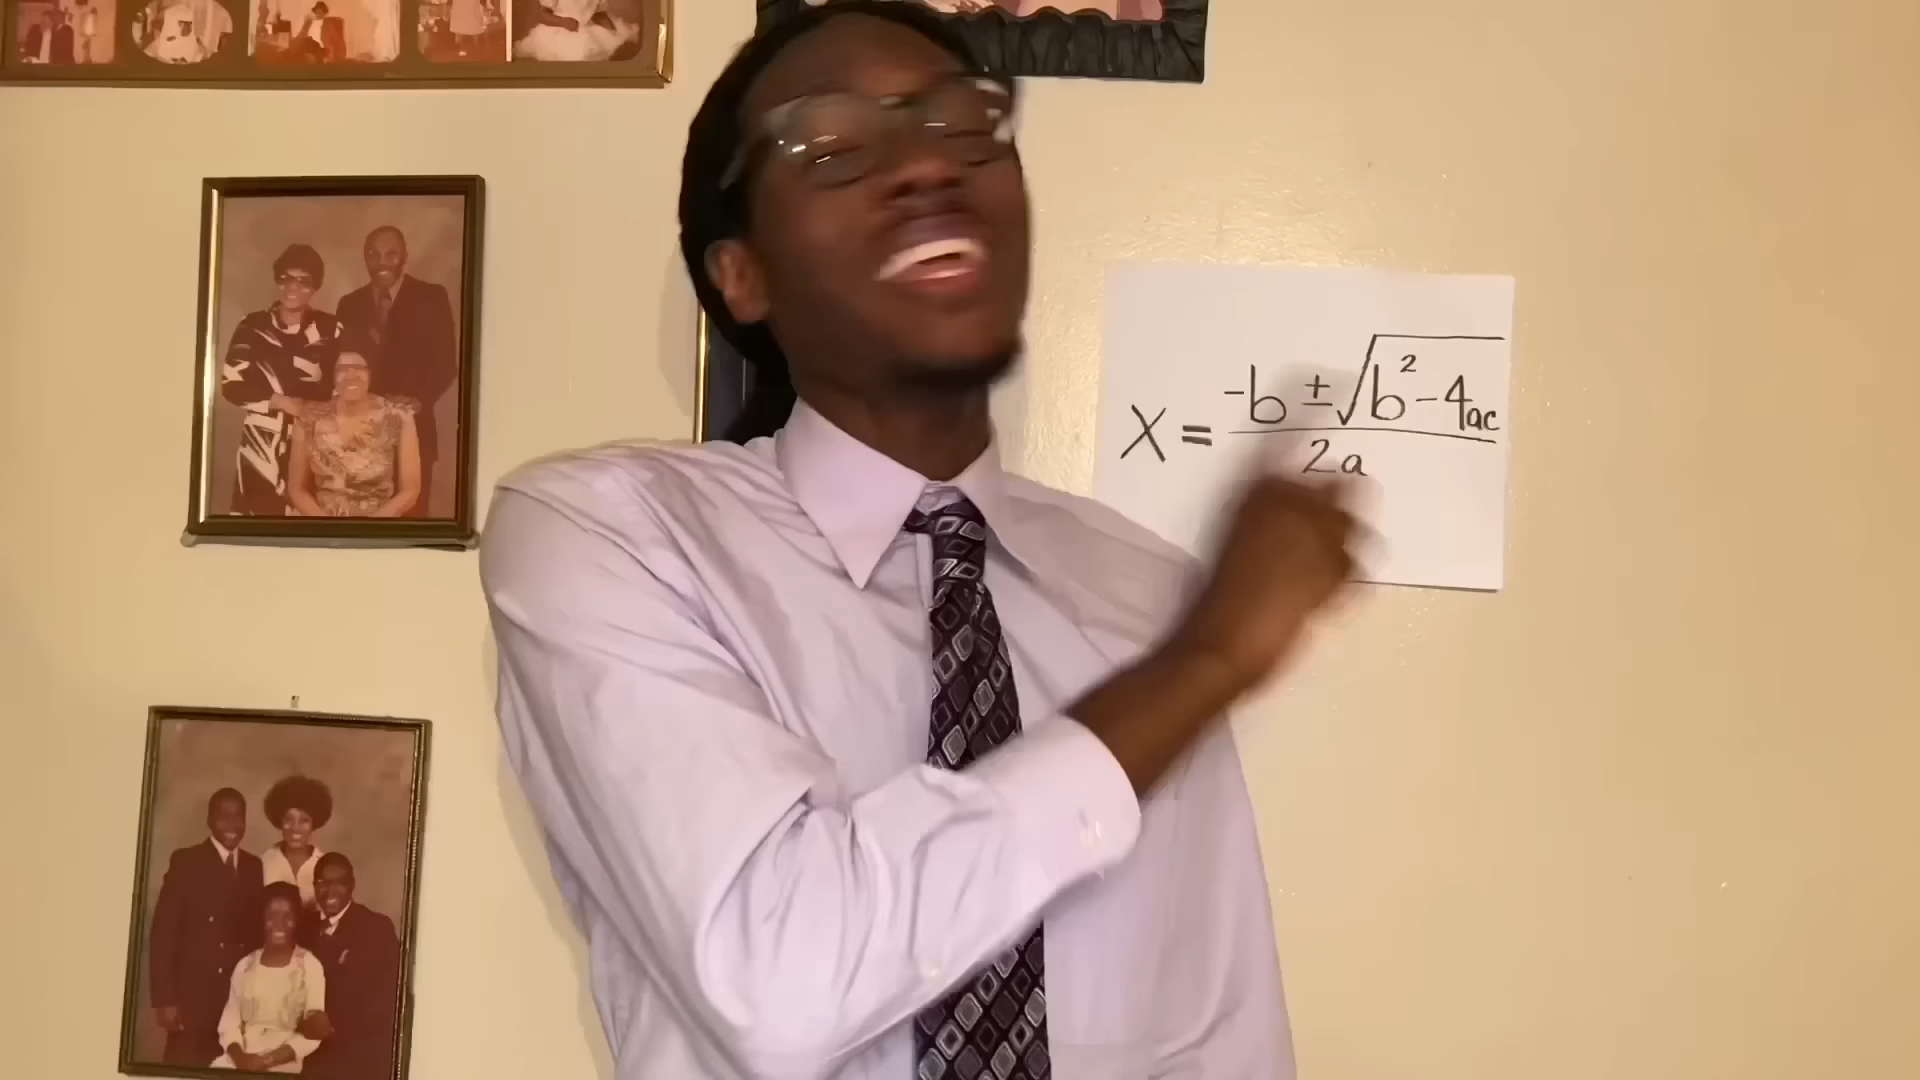 X = -b ± √b² - 4ac
2a